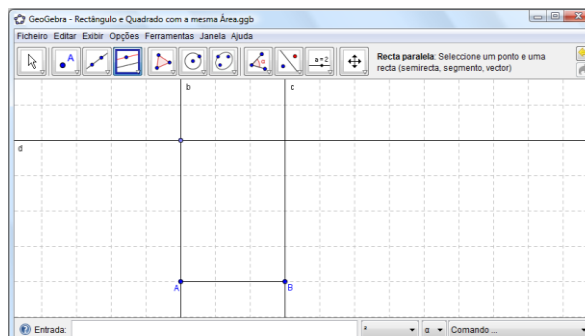 GeoGebra - Rectângulo e Quadrado com a mesma Área.ggb
Ficheiro Editar Exibir Opções Ferramentas Janela Ajuda
A
α
a = 2
Recta paralela: Seleccione um ponto e uma
recta (semirecta, segmento, vector)
b
c
d
A
B
Entrada:
²
α
Comando ...